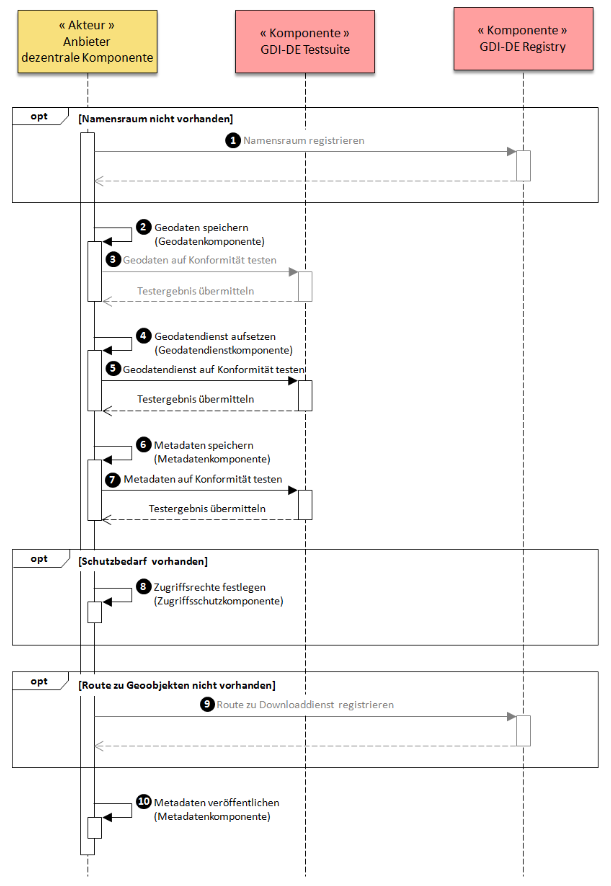 « Akteur »
Anbieter
dezentrale Komponente
« Komponente »
GDI-DE Testsuite
« Komponente »
GDI-DE Registry
opt
[Namensraum nicht vorhanden]
1 Namensraum registrieren
2 Geodaten speichern
(Geodatenkomponente)
3 Geodaten auf Konformität testen
Testergebnis übermitteln
4 Geodatendienst aufsetzen
(Geodatendienstkomponente)
5 Geodatendienst auf Konformität testen
Testergebnis übermitteln
6 Metadaten speichern
(Metadatenkomponente)
7 Metadaten auf Konformität testen
Testergebnis übermitteln
opt
[Schutzbedarf vorhanden]
8 Zugriffsrechte festlegen
(Zugriffsschutzkomponente)
opt
[Route zu Geoobjekten nicht vorhanden]
9 Route zu Downloaddienst registrieren
10 Metadaten veröffentlichen
(Metadatenkomponente)